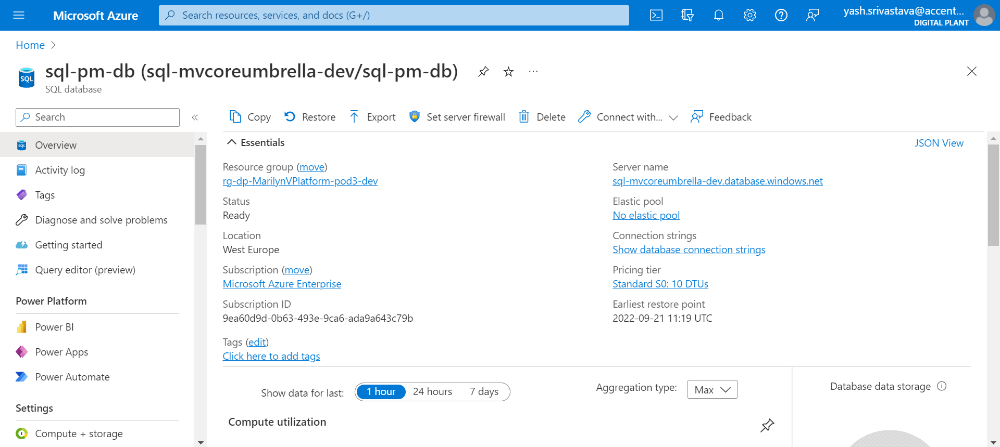 Microsoft Azure
Search resources, services, and docs (G+/)
yash.srivastava@accent...
DIGITAL PLANT
Home
sql-pm-db (sql-mvcoreumbrella-dev/sql-pm-db)
SQL
SQL database
Search
Copy
Restore
Export
Set server firewall
Delete
Connect with...
Feedback
Overview
Activity log
Tags
Diagnose and solve problems
Getting started
Query editor (preview)
Power Platform
Power BI
Power Apps
Power Automate
Settings
Compute + storage
Essentials
JSON View
Resource group (move)
rg-dp-MarilynVPlatform-pod3-dev
Status
Ready
Location
West Europe
Subscription (move)
Microsoft Azure Enterprise
Subscription ID
9ea60d9d-0b63-493e-9ca6-ada9a643c79b
Server name
sql-mvcoreumbrella-dev.database.windows.net
Elastic pool
No elastic pool
Connection strings
Show database connection strings
Pricing tier
Standard S0: 10 DTUs
Earliest restore point
2022-09-21 11:19 UTC
Tags (edit)
Click here to add tags
Show data for last:
1 hour
24 hours
7 days
Aggregation type:
Max
Database data storage
Compute utilization